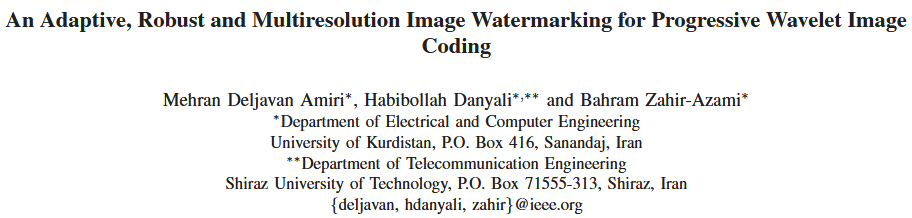 An Adaptive, Robust and Multiresolution Image Watermarking for Progressive Wavelet Image
Coding
Mehran Deljavan Amiri*, Habibollah Danyali*,** and Bahram Zahir-Azami*
*Department of Electrical and Computer Engineering
University of Kurdistan, P.O. Box 416, Sanandaj, Iran
**Department of Telecommunication Engineering
Shiraz University of Technology, P.O. Box 71555-313, Shiraz, Iran
{deljavan, hdanyali, zahir}@ieee.org